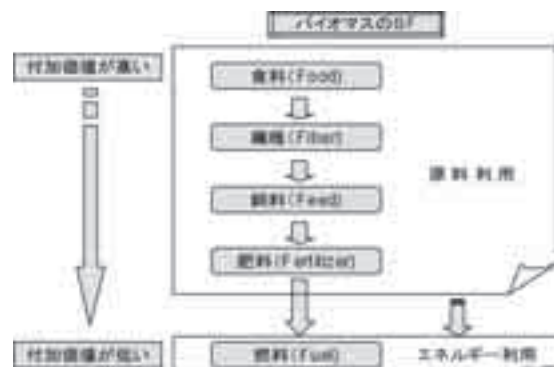 バイオマスの5F
付加価値が高い
食料(Food)
繊維(Fiber)
飼料(Feed)
原料利用
肥料(Fertilizer)
付加価値が低い
燃料(Fuel)
エネルギー利用